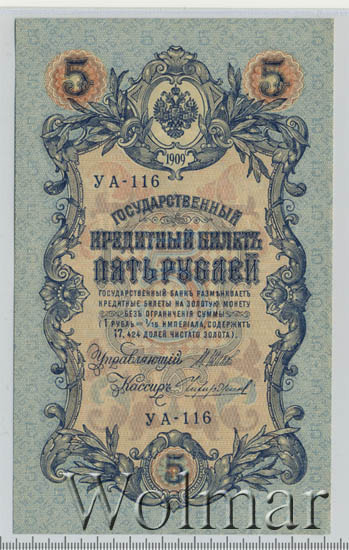 5 5
1909
УА-116
ГОСУДАРСТВЕННЫЙ
КРЕДИТНЫЙ БИЛЕТЪ
ПЯТЬ РУБЛЕЙ
ГОСУДАРСТВЕННЫЙ БАНКЪ РАЗМѢНИВАЕТЪ
КРЕДИТНЫЕ БИЛЕТЫ НА ЗОЛОТУЮ МОНЕТУ
БЕЗЪ ОГРАНИЧЕНІЯ СУММЫ
(1 РУБЛЬ = 1/15 ИМПЕРІАЛА, СОДЕРЖИТЪ
17,424 ДОЛЕЙ ЧИСТАГО ЗОЛОТА).
Управляющій
Кассиръ
УА-116
5
Wolmar